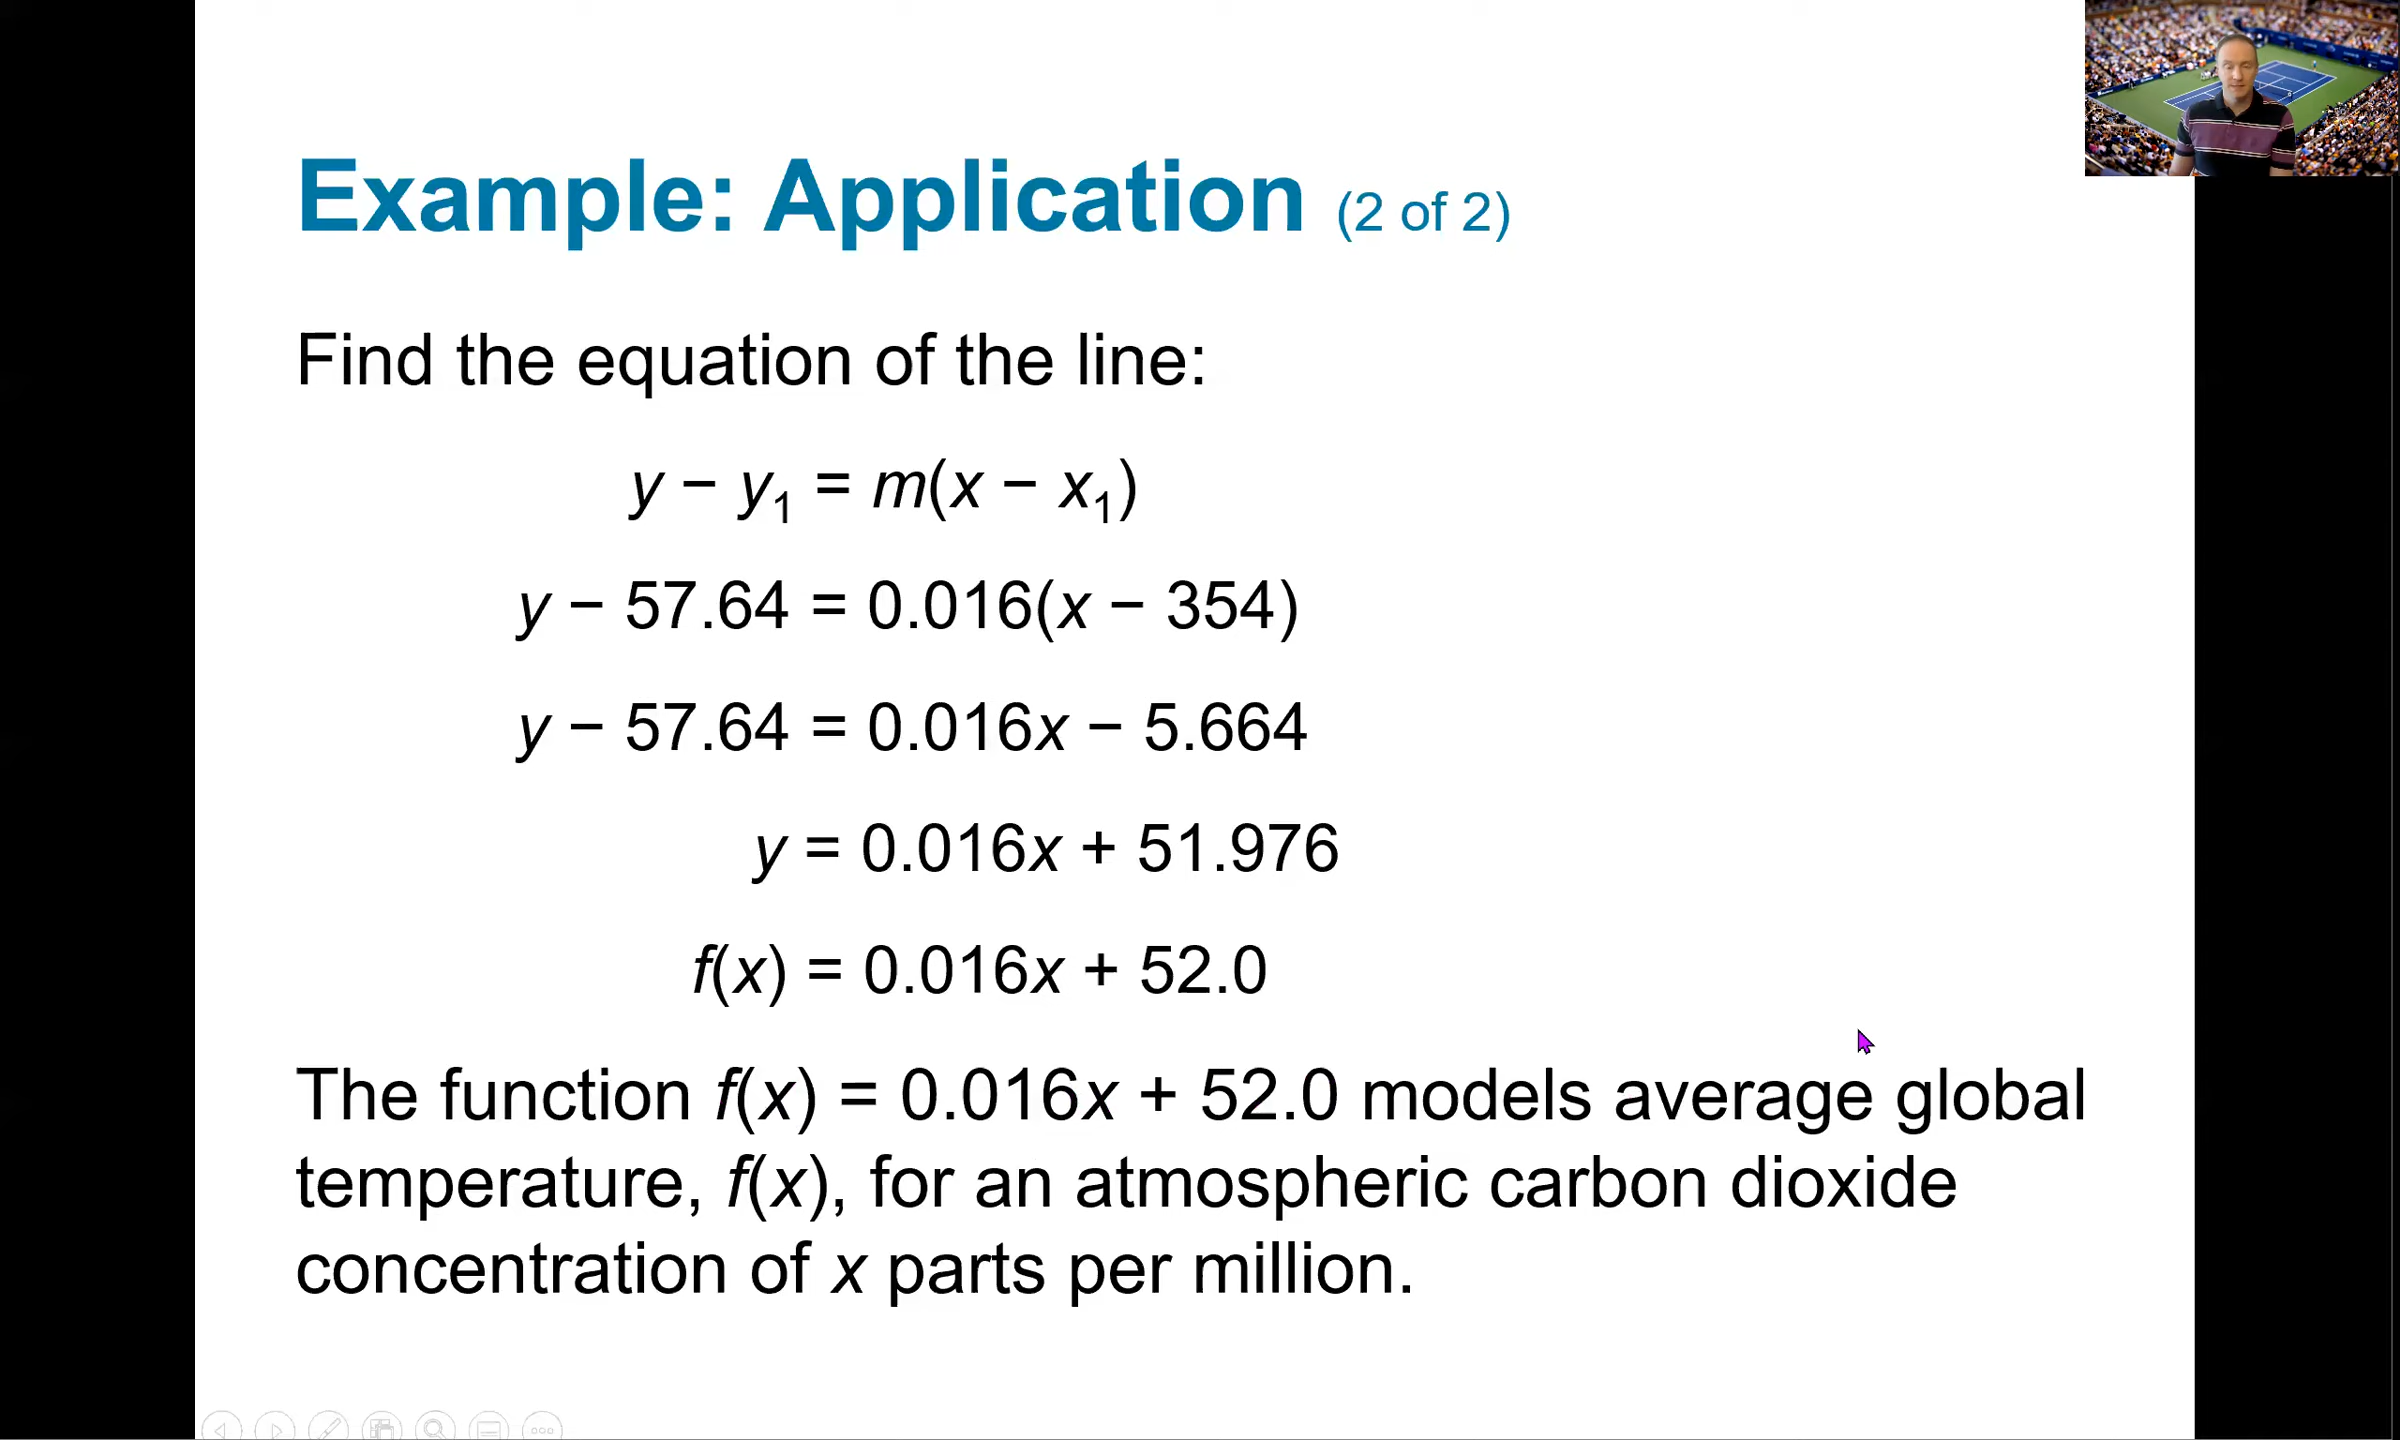 Example: Application (2 of 2)
Find the equation of the line:
y − y₁ = m(x − x₁)
y − 57.64 = 0.016(x − 354)
y − 57.64 = 0.016x − 5.664
y = 0.016x + 51.976
f(x) = 0.016x + 52.0
The function f(x) = 0.016x + 52.0 models average global
temperature, f(x), for an atmospheric carbon dioxide
concentration of x parts per million.